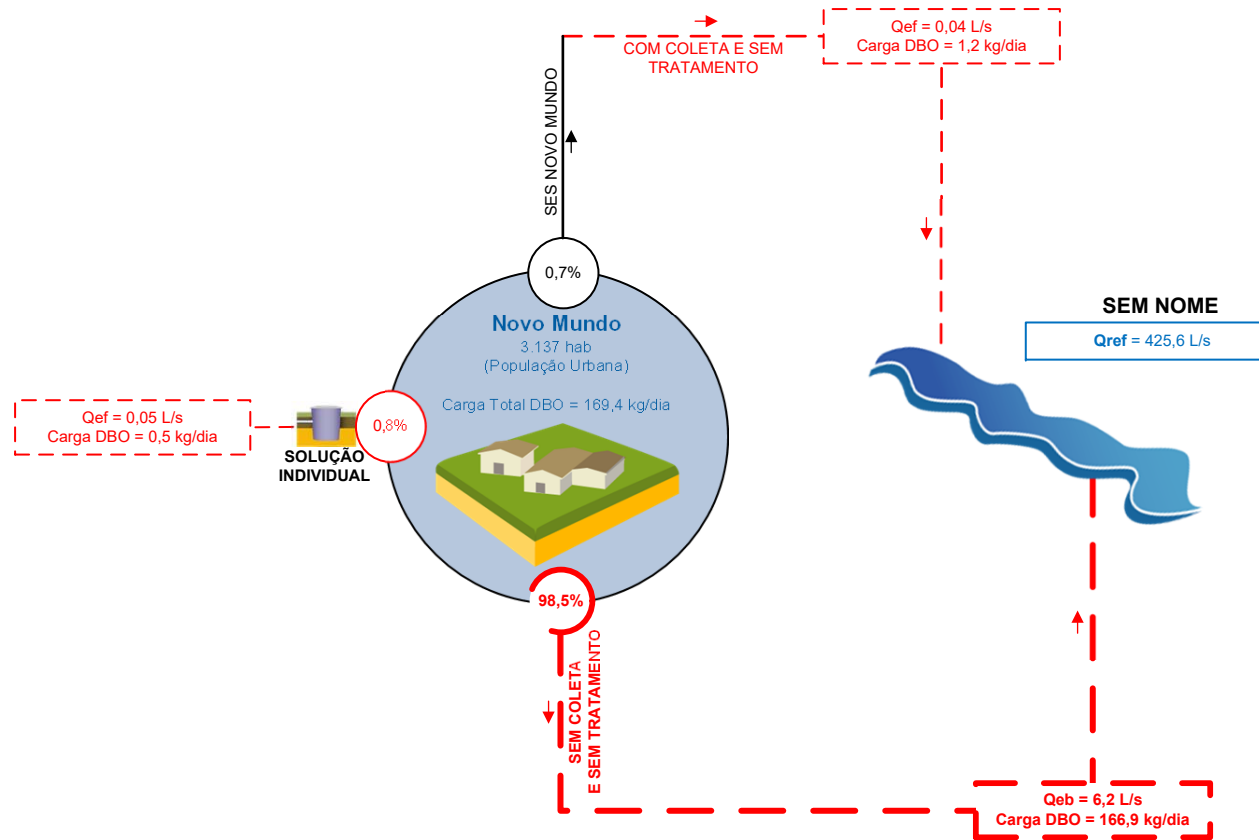 Qef = 0,04 L/s
Carga DBO = 1,2 kg/dia
COM COLETA E SEM
TRATAMENTO
SES NOVO MUNDO
0,7%
SEM NOME
Qref = 425,6 L/s
Novo Mundo
3.137 hab
(População Urbana)
Carga Total DBO = 169,4 kg/dia
Qef = 0,05 L/s
Carga DBO = 0,5 kg/dia
0,8%
SOLUÇÃO
INDIVIDUAL
98,5%
SEM COLETA
E SEM TRATAMENTO
Qeb = 6,2 L/s
Carga DBO = 166,9 kg/dia